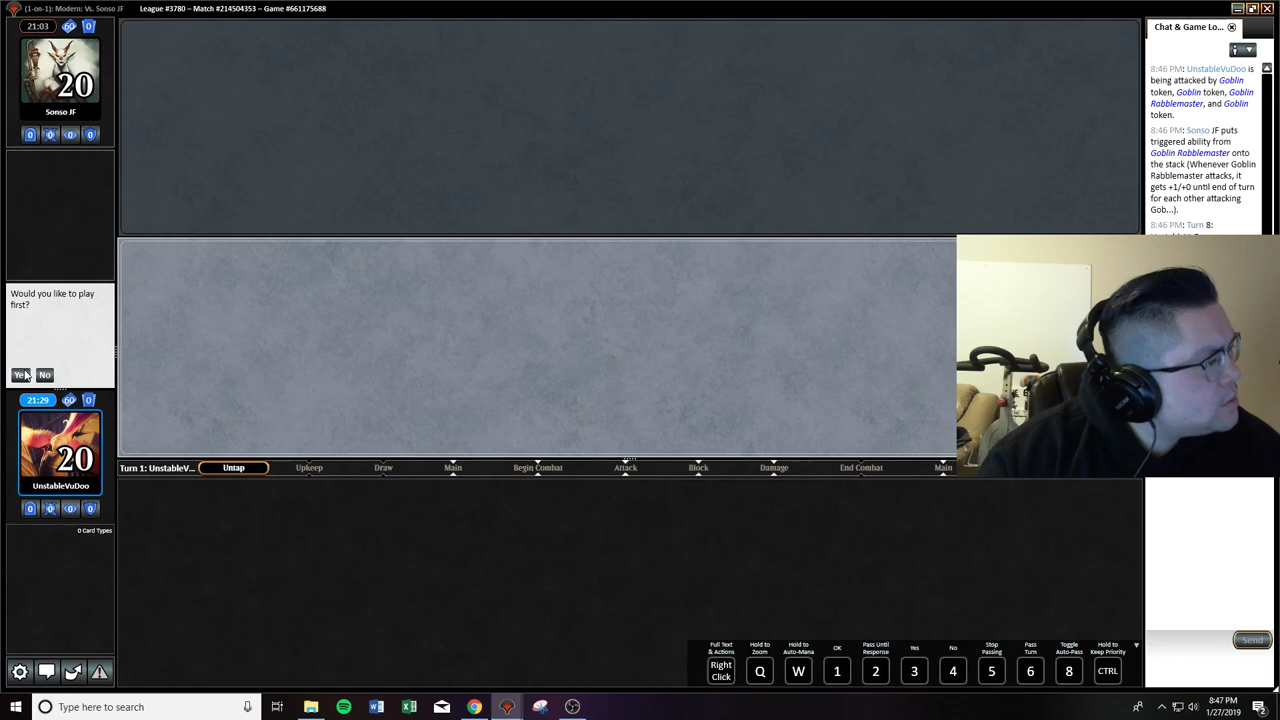 (1-on-1): Modern: Vs. Sonso JF
League #3780 – Match #214504353 – Game #661175688
21:03
60
0
20
Sonso JF
0 0 0 0
Would you like to play
first?
No
21:29
60
0
20
UnstableVuDoo
0 0 0 0
0 Card Types
Turn 1: UnstableV...
Untap
Upkeep
Draw
Main
Begin Combat
Attack
Block
Damage
End Combat
Main
Chat & Game Lo...
8:46 PM: UnstableVuDoo is
being attacked by Goblin
token, Goblin token, Goblin
Rabblemaster, and Goblin
token.
8:46 PM: Sonso JF puts
triggered ability from
Goblin Rabblemaster onto
the stack (Whenever Goblin
Rabblemaster attacks, it
gets +1/+0 until end of turn
for each other attacking
Gob...).
8:46 PM: Turn 8:
Send
Full Text
& Actions
Right
Click
Hold to
Zoom
Q
Hold to
Auto-Mana
W
OK
1
Pass Until
Response
2
Yes
3
No
4
Stop
Passing
5
Pass
Turn
6
Toggle
Auto-Pass
8
Hold to
Keep Priority
CTRL
Type here to search
8:47 PM
1/27/2019
2